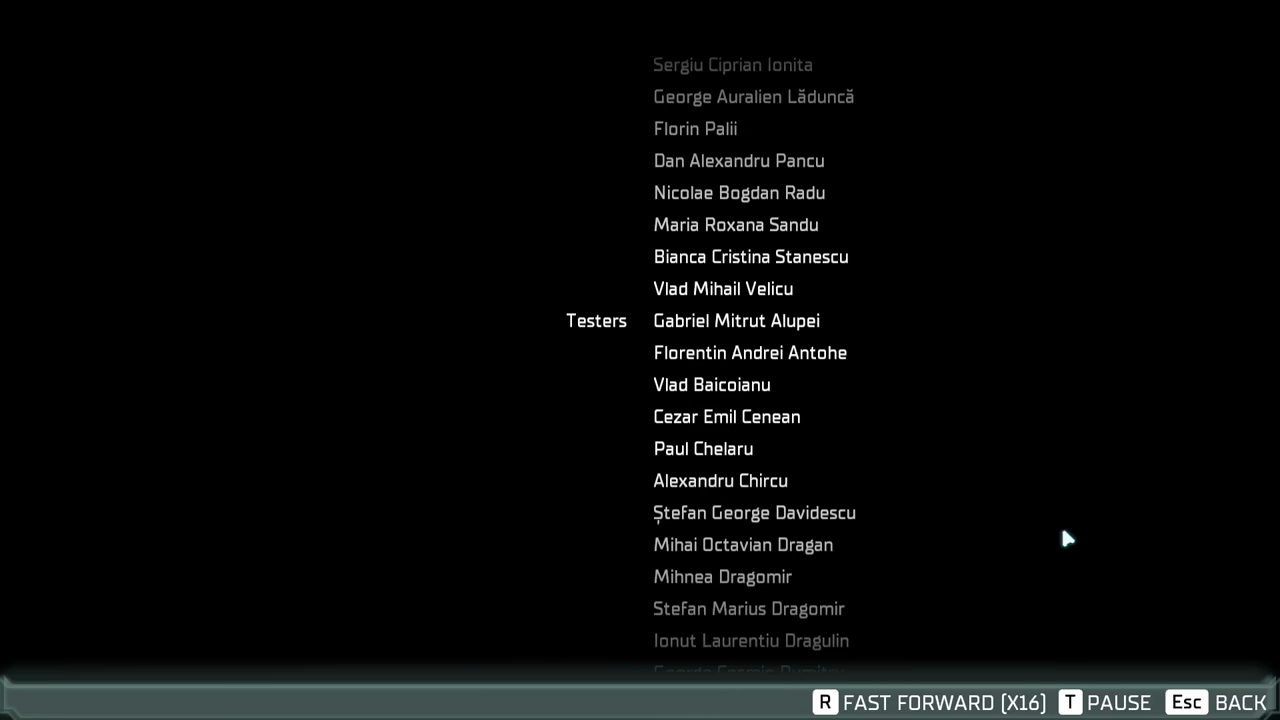 Sergiu Ciprian Ionita
George Auralien Lăduncă
Florin Palii
Dan Alexandru Pancu
Nicolae Bogdan Radu
Maria Roxana Sandu
Bianca Cristina Stanescu
Vlad Mihail Velicu
Testers Gabriel Mitrut Alupei
Florentin Andrei Antohe
Vlad Baicoianu
Cezar Emil Cenean
Paul Chelaru
Alexandru Chircu
Ștefan George Davidescu
Mihai Octavian Dragan
Mihnea Dragomir
Stefan Marius Dragomir
Ionut Laurentiu Dragulin
George Cosmin Dumitru
R FAST FORWARD [X16] T PAUSE Esc BACK